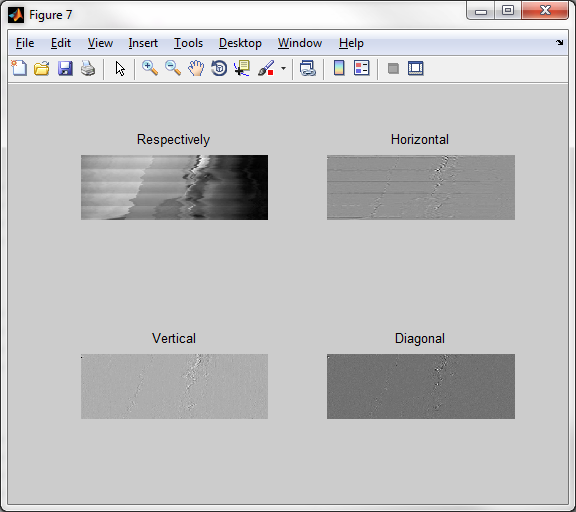 Figure 7
File Edit View Insert Tools Desktop Window Help
Respectively
Horizontal
Vertical
Diagonal